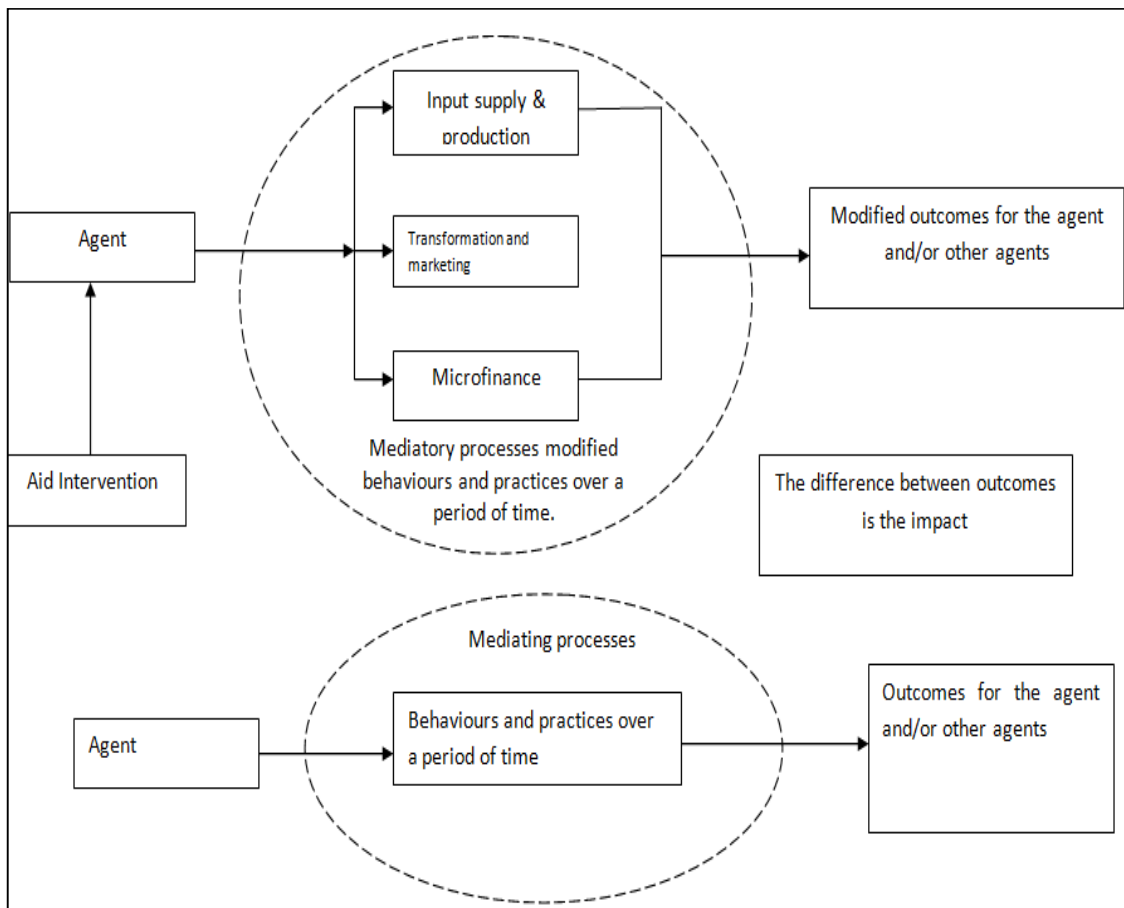 Input supply &
production
Agent
Transformation and
marketing
Modified outcomes for the agent
and/or other agents
Microfinance
Mediatory processes modified
behaviours and practices over a
period of time.
Aid Intervention
The difference between outcomes
is the impact
Mediating processes
Agent
Behaviours and practices over
a period of time
Outcomes for the agent
and/or other agents